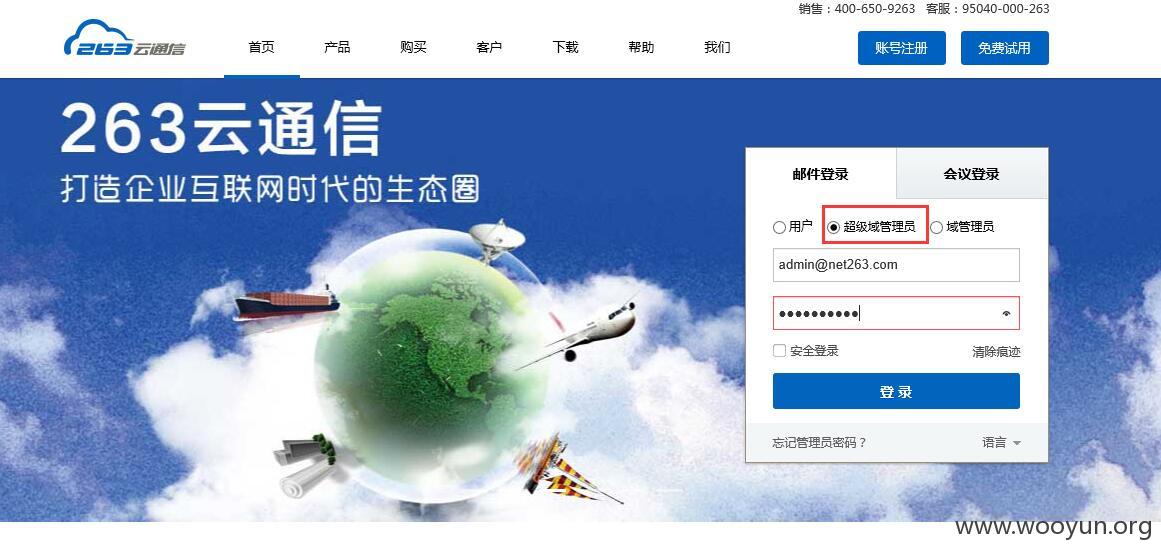 销售：400-650-9263 客服：95040-000-263
263云通信
首页 产品 购买 客户 下载 帮助 我们
账号注册 免费试用
263云通信
打造企业互联网时代的生态圈
邮件登录 会议登录
用户 超级域管理员 域管理员
admin@net263.com
●●●●●●●●●●
安全登录 清除痕迹
登 录
忘记管理员密码？ 语言
www.wooyun.org